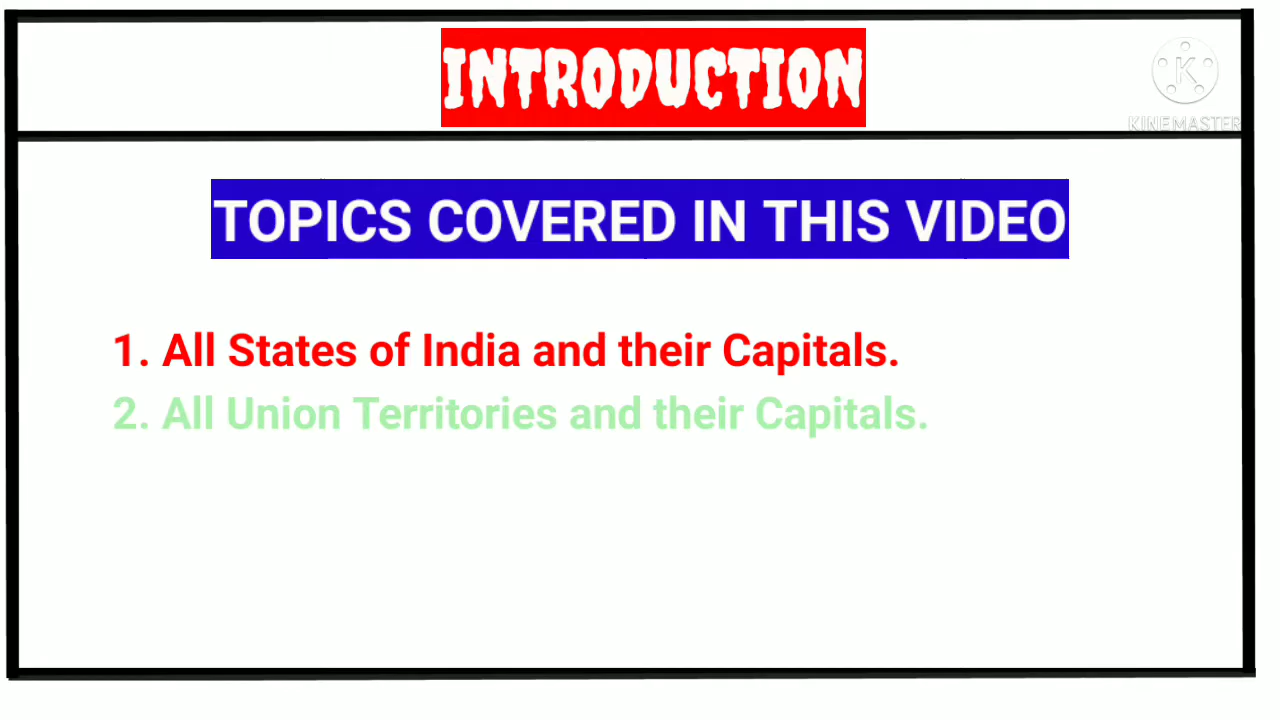 INTRODUCTION
K
KINEMASTER
TOPICS COVERED IN THIS VIDEO
1. All States of India and their Capitals.
2. All Union Territories and their Capitals.